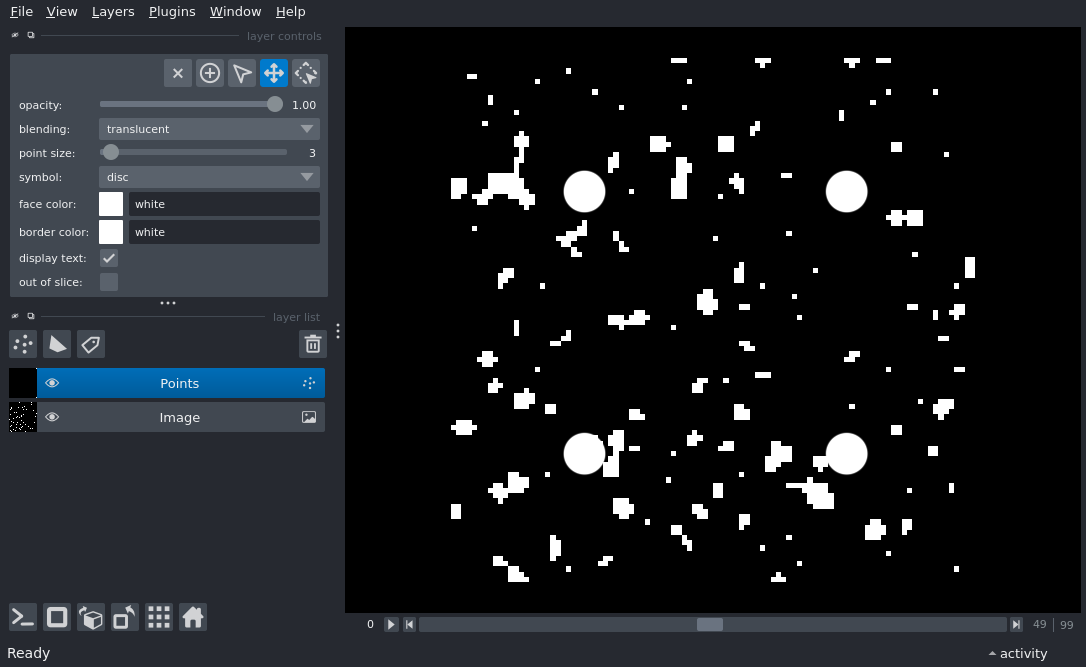 File View Layers Plugins Window Help
layer controls
opacity: 1.00
blending: translucent
point size: 3
symbol: disc
face color: white
border color: white
display text:
out of slice:
layer list
Points
Image
0 49 | 99
Ready activity